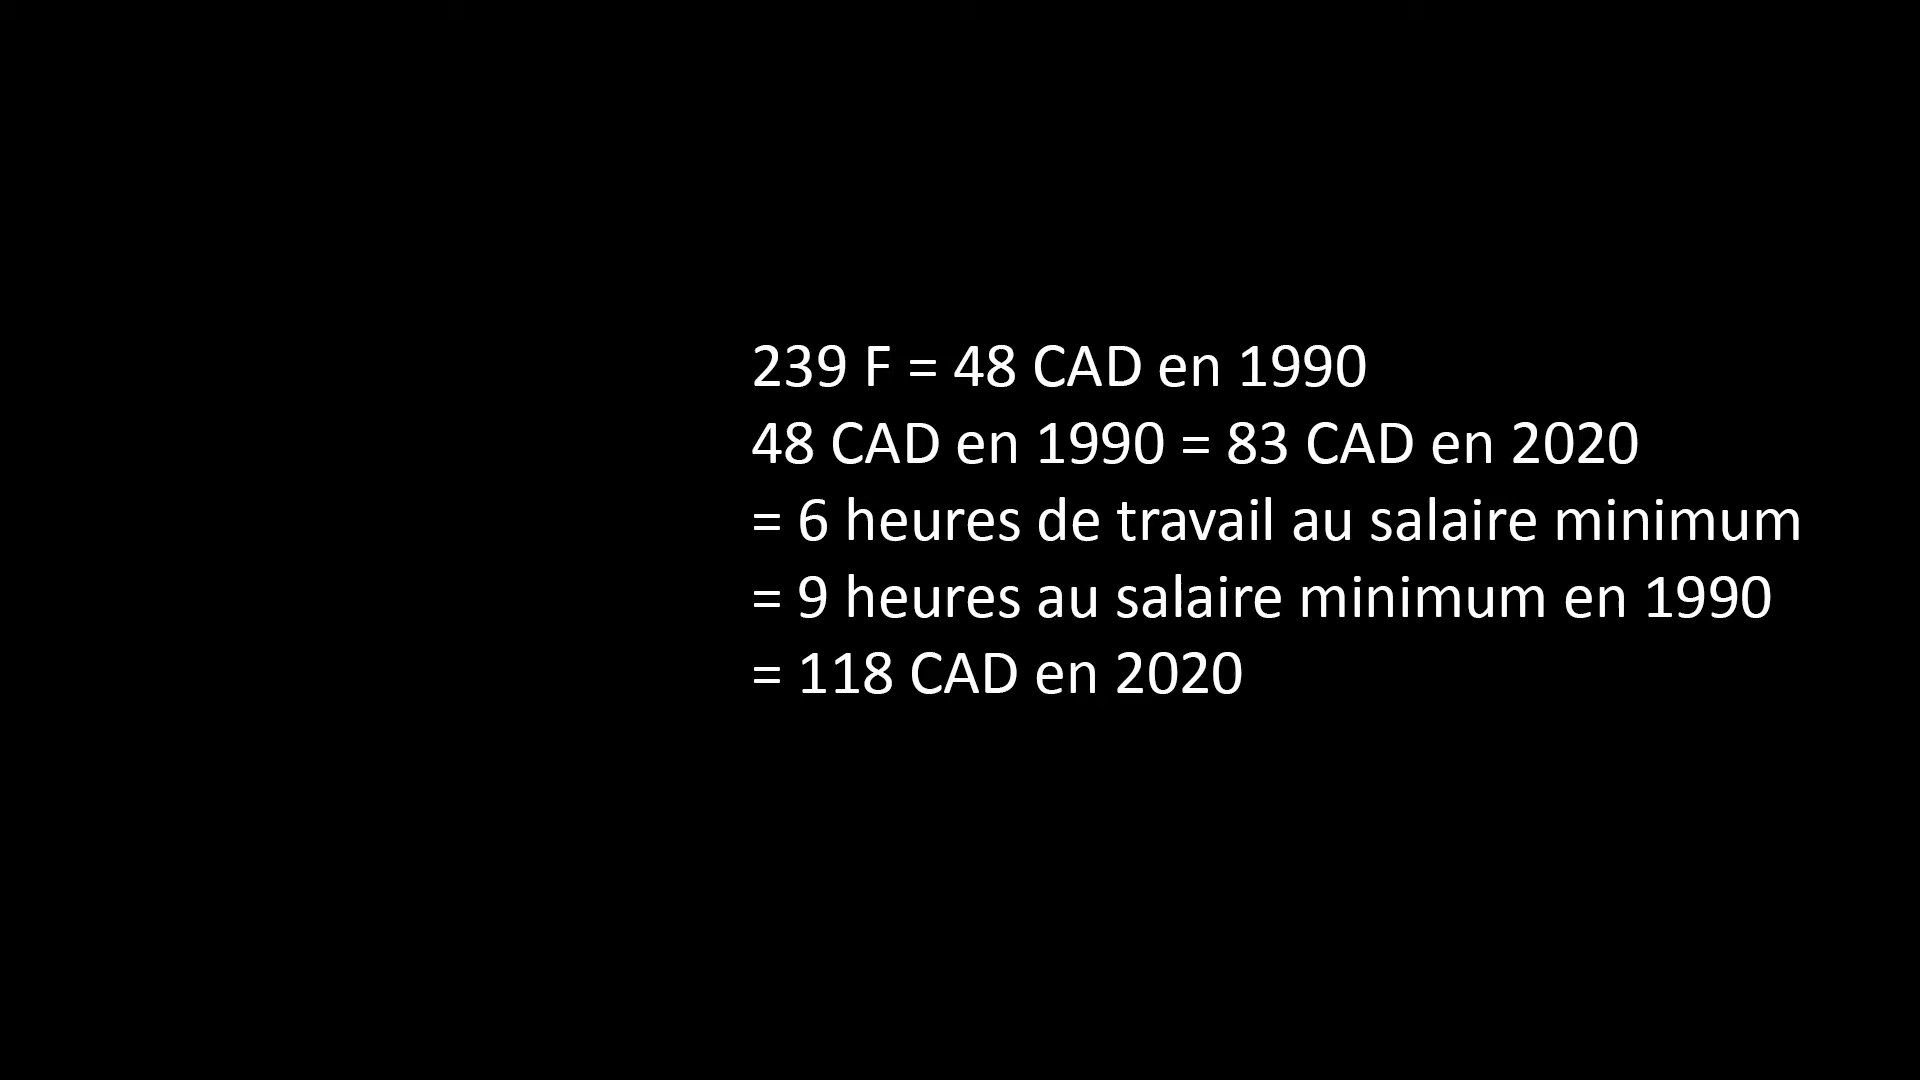 239 F = 48 CAD en 1990
48 CAD en 1990 = 83 CAD en 2020
= 6 heures de travail au salaire minimum
= 9 heures au salaire minimum en 1990
= 118 CAD en 2020